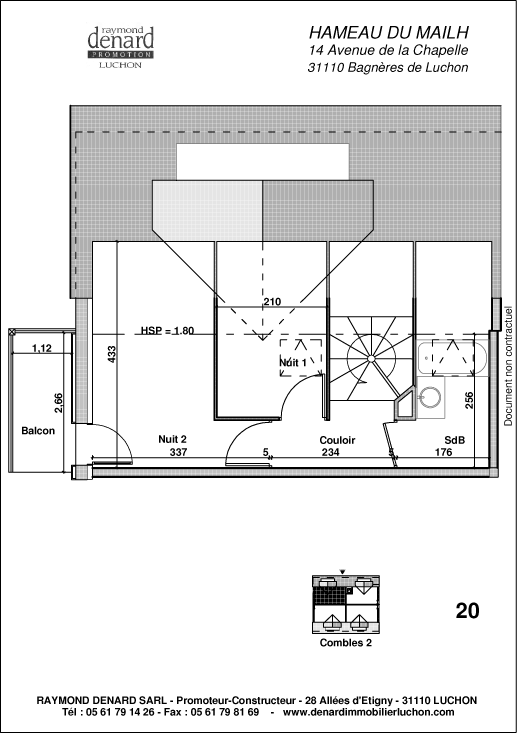 raymond
denard
PROMOTION
LUCHON
HAMEAU DU MAILH
14 Avenue de la Chapelle
31110 Bagnères de Luchon
210
HSP = 1.80
433
1,12
2,66
Balcon
Nuit 1
256
Nuit 2
Couloir
SdB
337
5
234
5
176
Document non contractuel
20
Combles 2
RAYMOND DENARD SARL - Promoteur-Constructeur - 28 Allées d'Etigny - 31110 LUCHON
Tél : 05 61 79 14 26 - Fax : 05 61 79 81 69 - www.denardimmobilierluchon.com